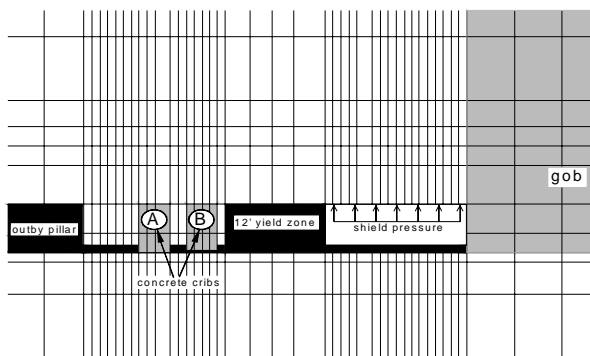 gob
A
B
outby pillar
12' yield zone
shield pressure
concrete cribs